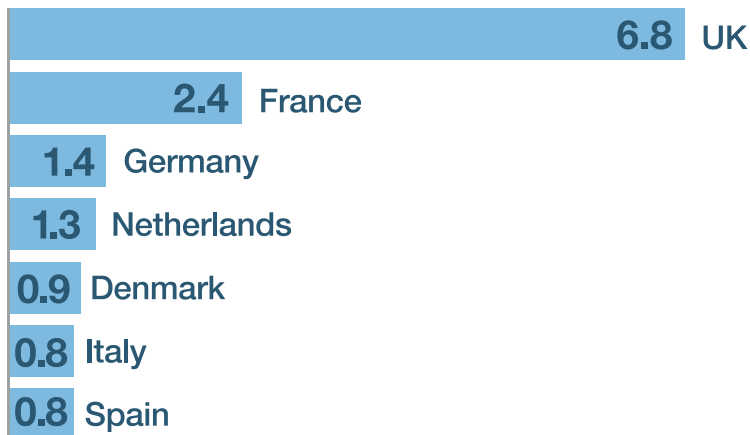 6.8 UK
2.4 France
1.4 Germany
1.3 Netherlands
0.9 Denmark
0.8 Italy
0.8 Spain